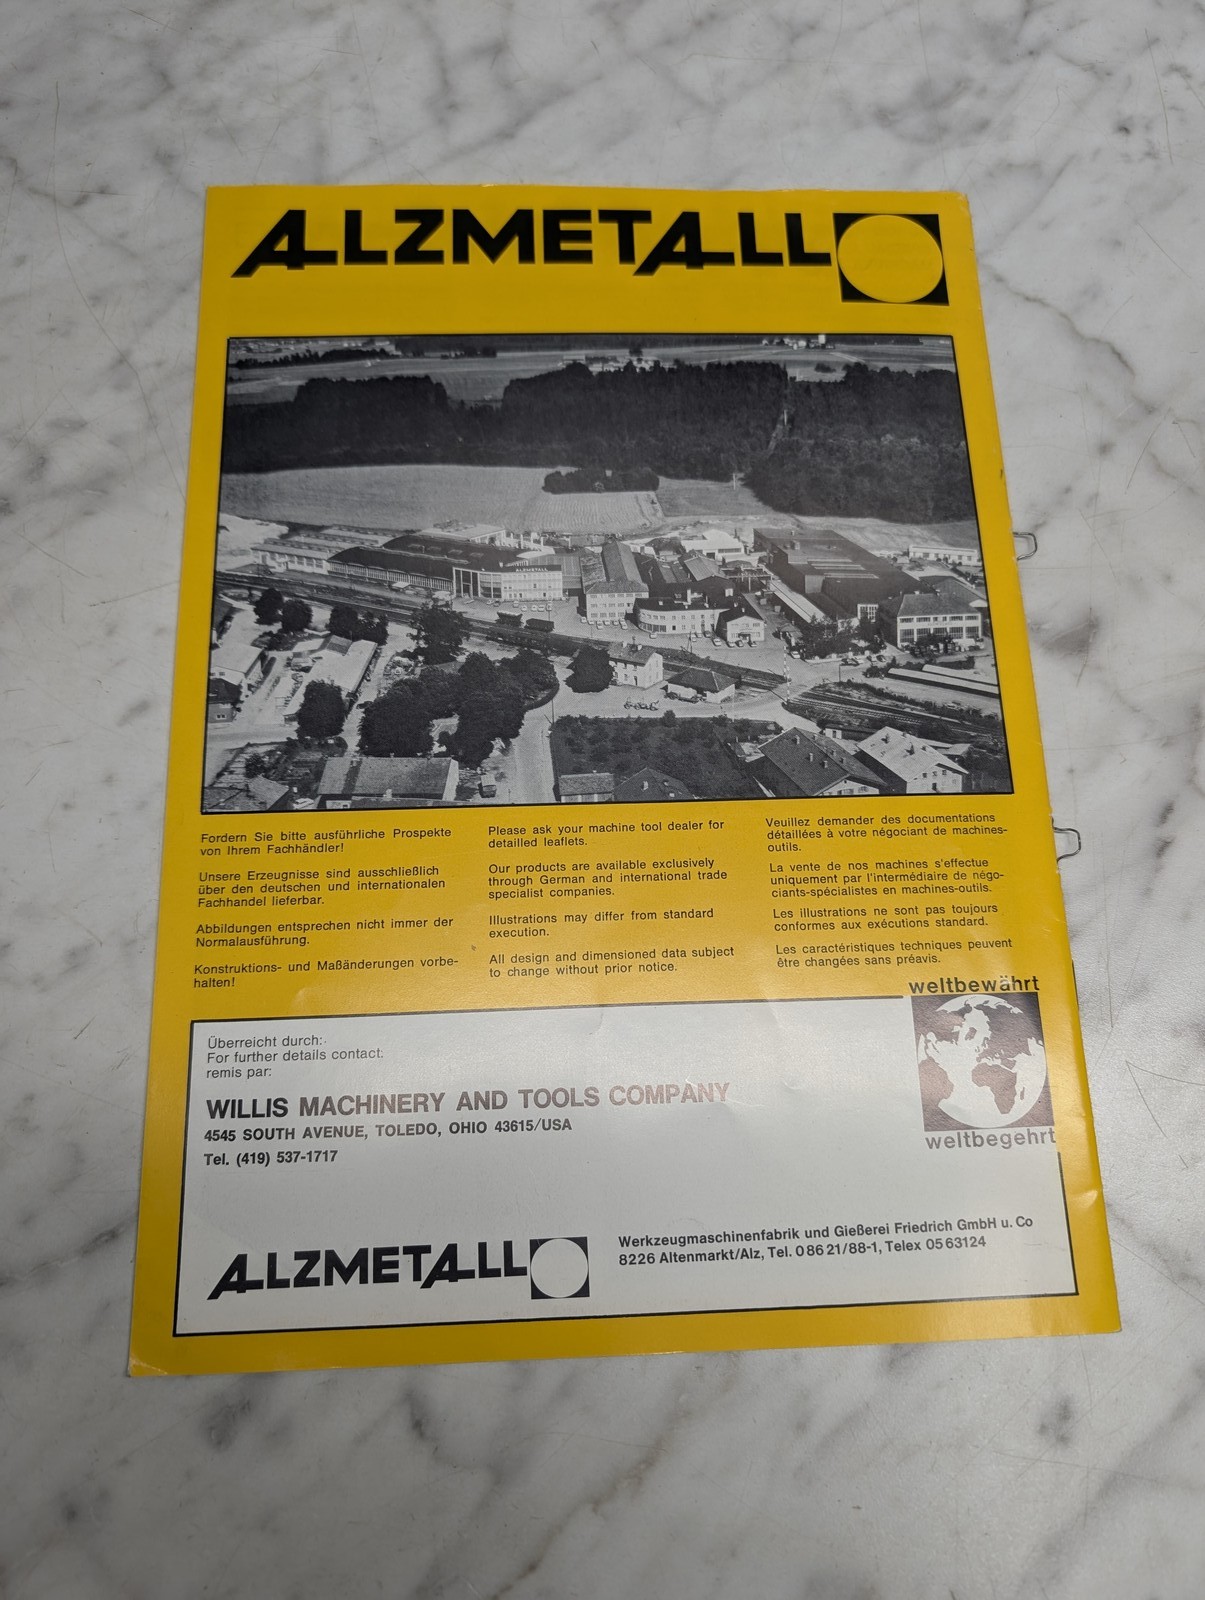 ALZMETALL
ALZMETALL
Fordern Sie bitte ausführliche Prospekte
von Ihrem Fachhändler!
Unsere Erzeugnisse sind ausschließlich
über den deutschen und internationalen
Fachhandel lieferbar.
Abbildungen entsprechen nicht immer der
Normalausführung.
Konstruktions- und Maßänderungen vorbe-
halten!
Please ask your machine tool dealer for
detailled leaflets.
Our products are available exclusively
through German and international trade
specialist companies.
Illustrations may differ from standard
execution.
All design and dimensioned data subject
to change without prior notice.
Veuillez demander des documentations
détaillées à votre négociant de machines-
outils.
La vente de nos machines s'effectue
uniquement par l'intermédiaire de négo-
ciants-spécialistes en machines-outils.
Les illustrations ne sont pas toujours
conformes aux exécutions standard.
Les caractéristiques techniques peuvent
être changées sans préavis.
weltbewährt
weltbegehrt
Überreicht durch:
For further details contact:
remis par:
WILLIS MACHINERY AND TOOLS COMPANY
4545 SOUTH AVENUE, TOLEDO, OHIO 43615/USA
Tel. (419) 537-1717
ALZMETALL
Werkzeugmaschinenfabrik und Gießerei Friedrich GmbH u. Co
8226 Altenmarkt/Alz, Tel. 0 86 21/88-1, Telex 05 63124